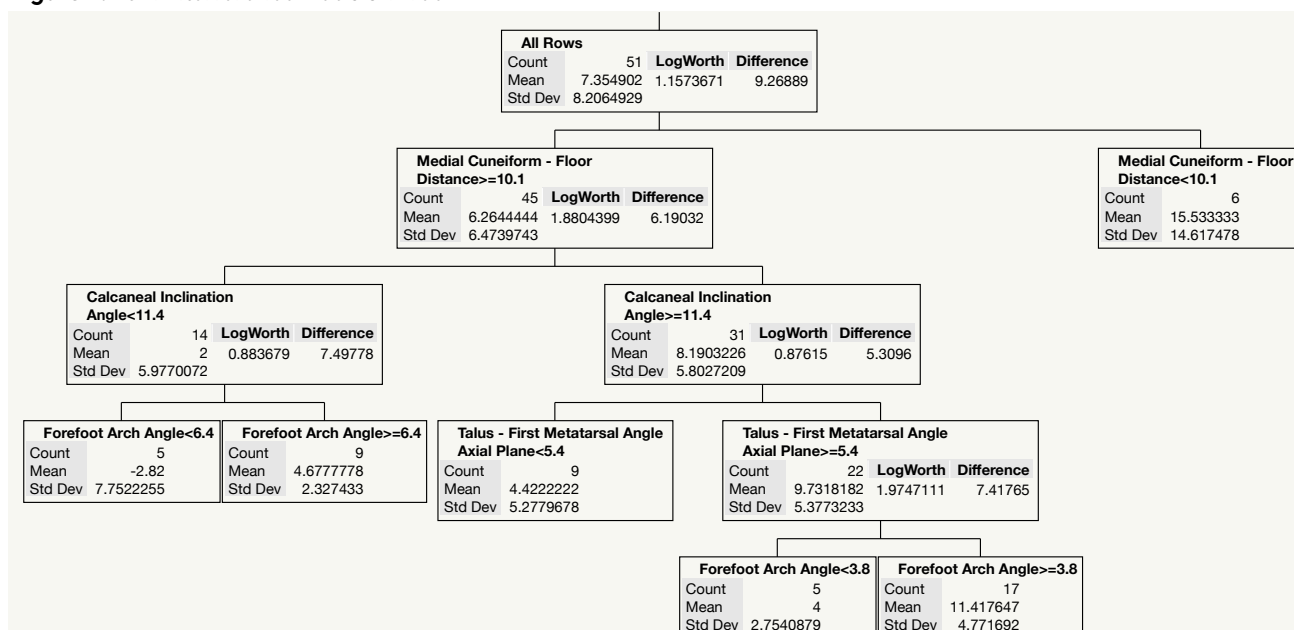 All Rows
Count 51 LogWorth Difference
Mean 7.354902 1.1573671 9.26889
Std Dev 8.2064929
Medial Cuneiform - Floor
Distance>=10.1
Count 45 LogWorth Difference
Mean 6.2644444 1.8804399 6.19032
Std Dev 6.4739743
Medial Cuneiform - Floor
Distance<10.1
Count 6
Mean 15.533333
Std Dev 14.617478
Calcaneal Inclination
Angle<11.4
Count 14 LogWorth Difference
Mean 2 0.883679 7.49778
Std Dev 5.9770072
Calcaneal Inclination
Angle>=11.4
Count 31 LogWorth Difference
Mean 8.1903226 0.87615 5.3096
Std Dev 5.8027209
Forefoot Arch Angle<6.4
Count 5
Mean -2.82
Std Dev 7.7522255
Forefoot Arch Angle>=6.4
Count 9
Mean 4.6777778
Std Dev 2.327433
Talus - First Metatarsal Angle
Axial Plane<5.4
Count 9
Mean 4.4222222
Std Dev 5.2779678
Talus - First Metatarsal Angle
Axial Plane>=5.4
Count 22 LogWorth Difference
Mean 9.7318182 1.9747111 7.41765
Std Dev 5.3773233
Forefoot Arch Angle<3.8
Count 5
Mean 4
Std Dev 2.7540879
Forefoot Arch Angle>=3.8
Count 17
Mean 11.417647
Std Dev 4.771692